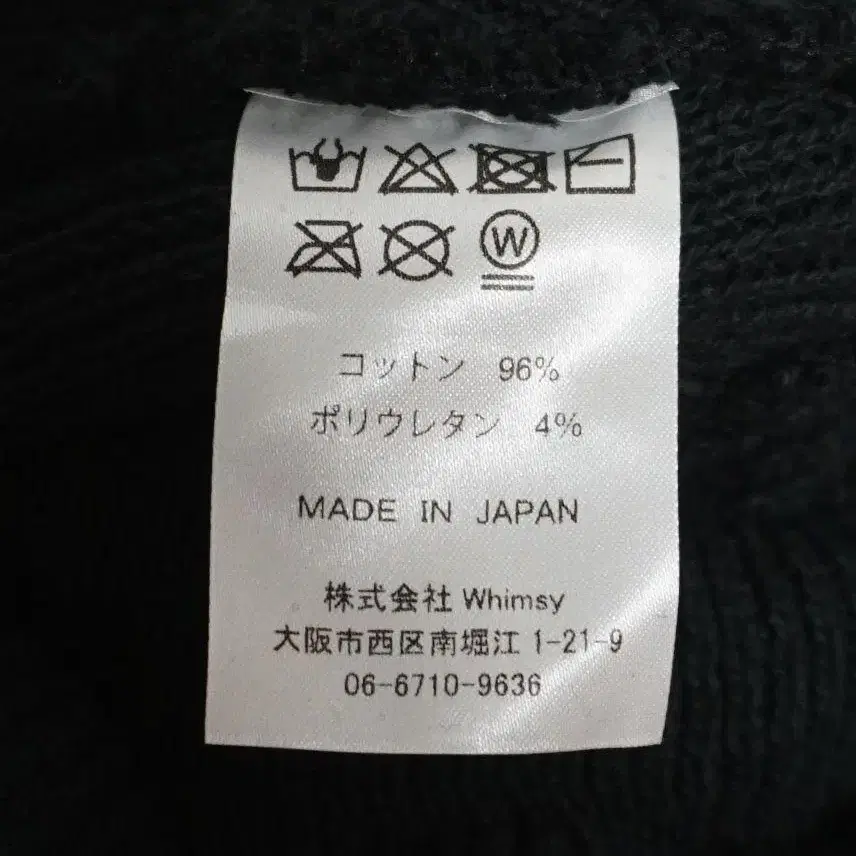 W
コットン 96%
ポリウレタン 4%
MADE IN JAPAN
株式会社 Whimsy
大阪市西区南堀江 1-21-9
06-6710-9636